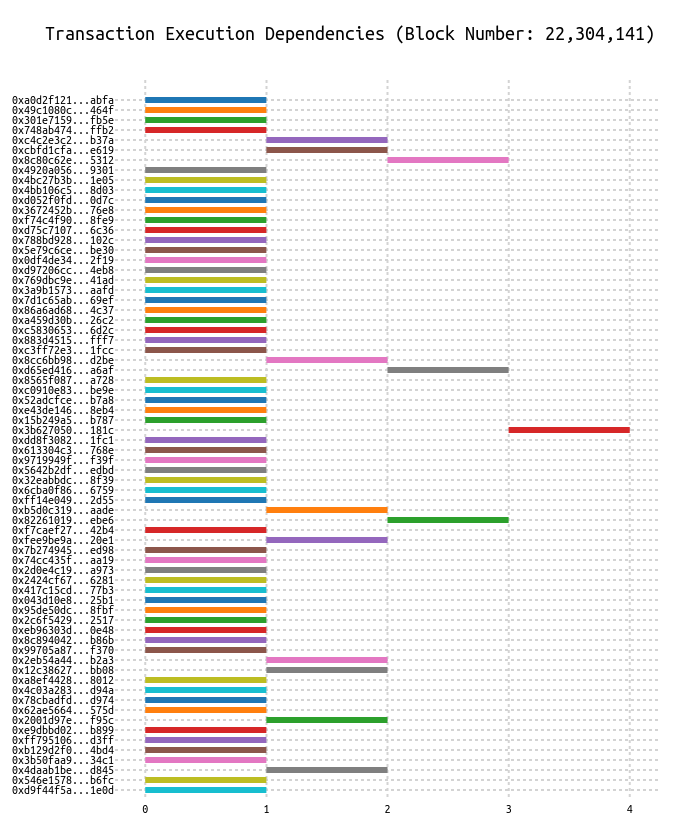 Transaction Execution Dependencies (Block Number: 22,304,141)
0xa0d2f121...abfa
0x49c1080c...464f
0x301e7159...fb5e
0x748ab474...ffb2
0xc4c2e3c2...b37a
0xcbfd1cfa...e619
0x8c80c62e...5312
0x4920a056...9301
0x4bc27b3b...1e05
0x4bb106c5...8d03
0xd052f0fd...0d7c
0x3672452b...76e8
0xf74c4f90...8fe9
0xd75c7107...6c36
0x788bd928...102c
0x5e79c6ce...be30
0x0df4de34...2f19
0xd97206cc...4eb8
0x769dbc9e...41ad
0x3a9b1573...aafd
0x7d1c65ab...69ef
0x86a6ad68...4c37
0xa459d30b...26c2
0xc5830653...6d2c
0x883d4515...fff7
0xc3ff72e3...1fcc
0x8cc6bb98...d2be
0xd65ed416...a6af
0x8565f087...a728
0xc0910e83...be9e
0x52adcfce...b7a8
0xe43de146...8eb4
0x15b249a5...b787
0x3b627050...181c
0xdd8f3082...1fc1
0x613304c3...768e
0x9719949f...f39f
0x5642b2df...edbd
0x32eabbdc...8f39
0x6cba0f86...6759
0xff14e049...2d55
0xb5d0c319...aade
0x82261019...ebe6
0xf7caef27...42b4
0xfee9be9a...20e1
0x7b274945...ed98
0x74cc435f...aa19
0x2d0e4c19...a973
0x2424cf67...6281
0x417c15cd...77b3
0x043d10e8...25b1
0x95de50dc...8fbf
0x2c6f5429...2517
0xeb96303d...0e48
0x8c894042...b86b
0x99705a87...f370
0x2eb54a44...b2a3
0x12c38627...bb08
0xa8ef4428...8012
0x4c03a283...d94a
0x78cbadfd...d974
0x62ae5664...575d
0x2001d97e...f95c
0xe9dbbd02...b899
0xff795106...d3ff
0xb129d2f0...4bd4
0x3b50faa9...34c1
0x4daab1be...d845
0x546e1578...b6fc
0xd9f44f5a...1e0d
0 1 2 3 4